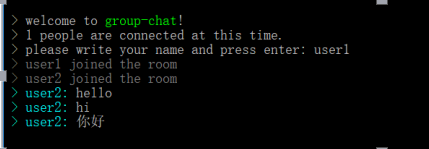 > welcome to group-chat!
> 1 people are connected at this time.
> please write your name and press enter: user1
> user1 joined the room
> user2 joined the room
> user2: hello
> user2: hi
> user2: 你好